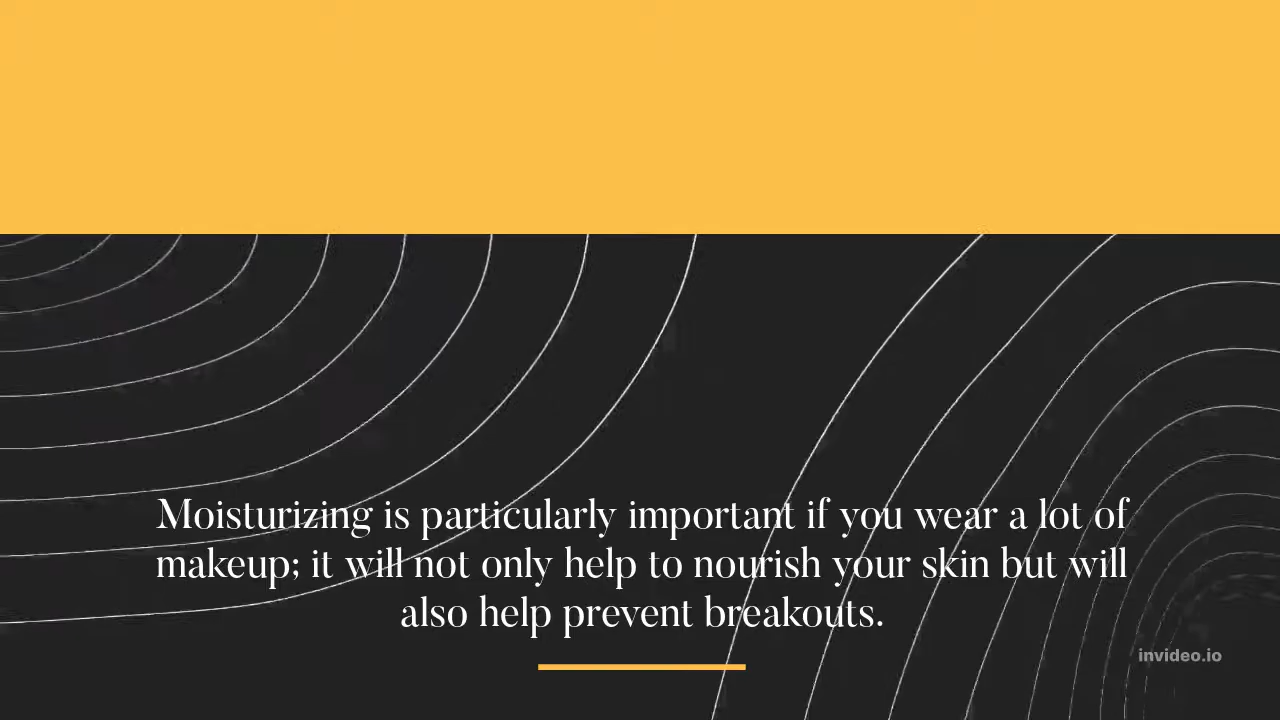 Moisturizing is particularly important if you wear a lot of
makeup; it will not only help to nourish your skin but will
also help prevent breakouts.
invideo.io